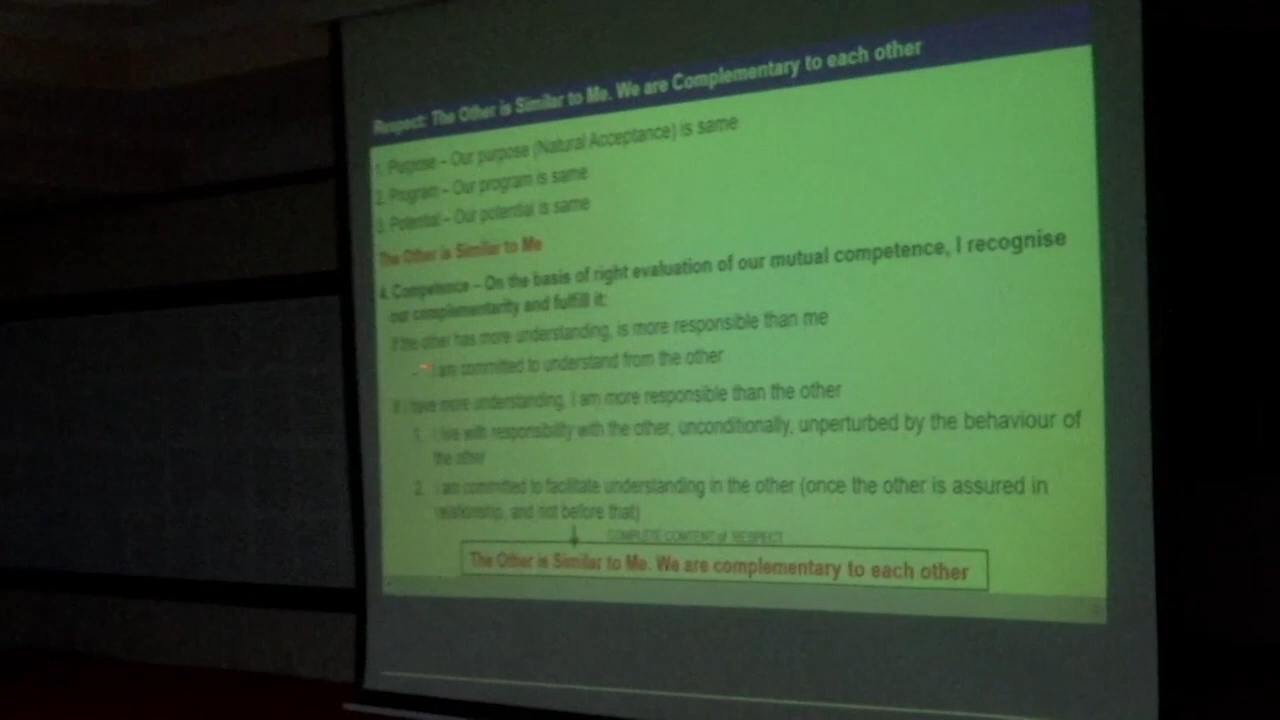 Respect: The Other is Similar to Me. We are Complementary to each other
1. Purpose – Our purpose (Natural Acceptance) is same
2. Program – Our program is same
3. Potential – Our potential is same
The Other is Similar to Me
4. Competence – On the basis of right evaluation of our mutual competence, I recognise
our complementarity and fulfill it:
If the other has more understanding, is more responsible than me
- I am committed to understand from the other
If I have more understanding, I am more responsible than the other
1. I live with responsibility with the other, unconditionally, unperturbed by the behaviour of
the other
2. I am committed to facilitate understanding in the other (once the other is assured in
relationship, and not before that)
COMPLETE CONTENT of RESPECT
The Other is Similar to Me. We are complementary to each other